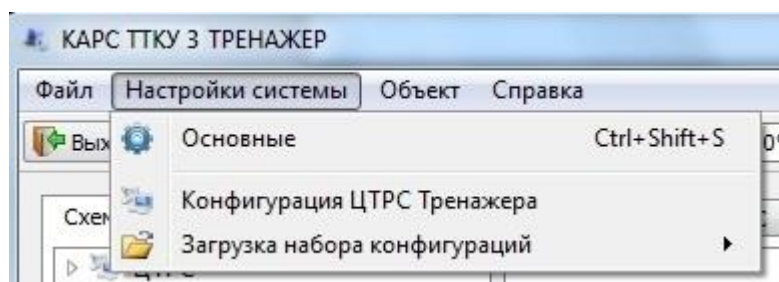 КАРС ТТКУ 3 ТРЕНАЖЕР
Файл Настройки системы Объект Справка
Основные Ctrl+Shift+S
Конфигурация ЦТРС Тренажера
Загрузка набора конфигураций